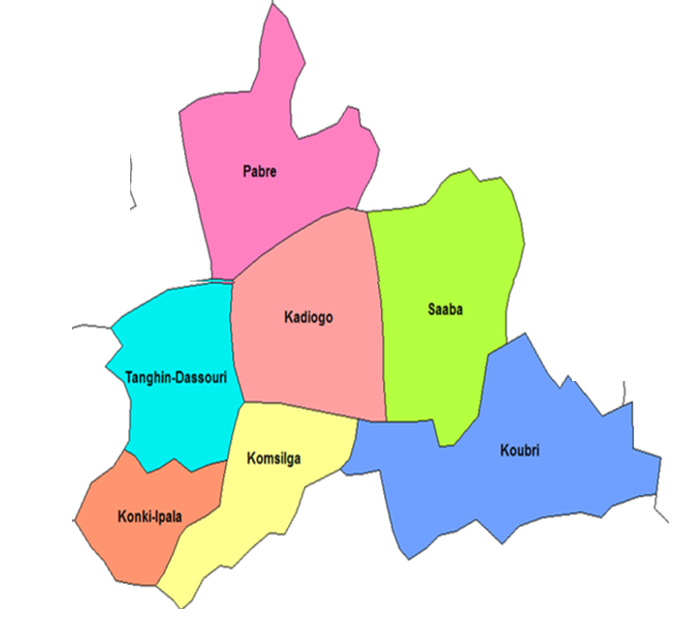 Pabre
Kadiogo
Saaba
Tanghin-Dassouri
Komsilga
Koubri
Konki-Ipala